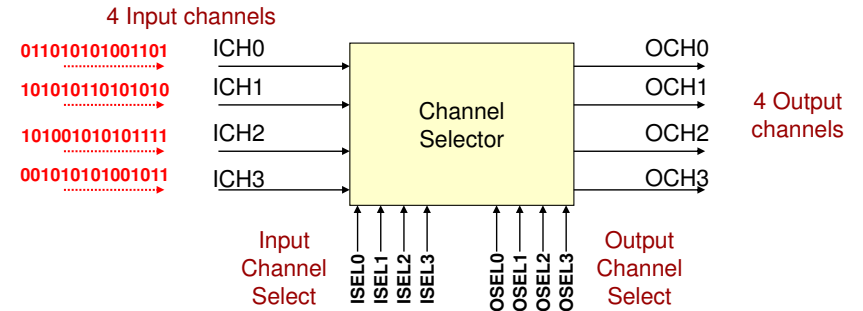 4 Input channels
011010101001101
ICH0
OCH0
101010110101010
ICH1
OCH1
4 Output
channels
Channel
Selector
101001010101111
ICH2
OCH2
001010101001011
ICH3
OCH3
Input
Channel
Select
ISEL0
ISEL1
ISEL2
ISEL3
OSEL0
OSEL1
OSEL2
OSEL3
Output
Channel
Select